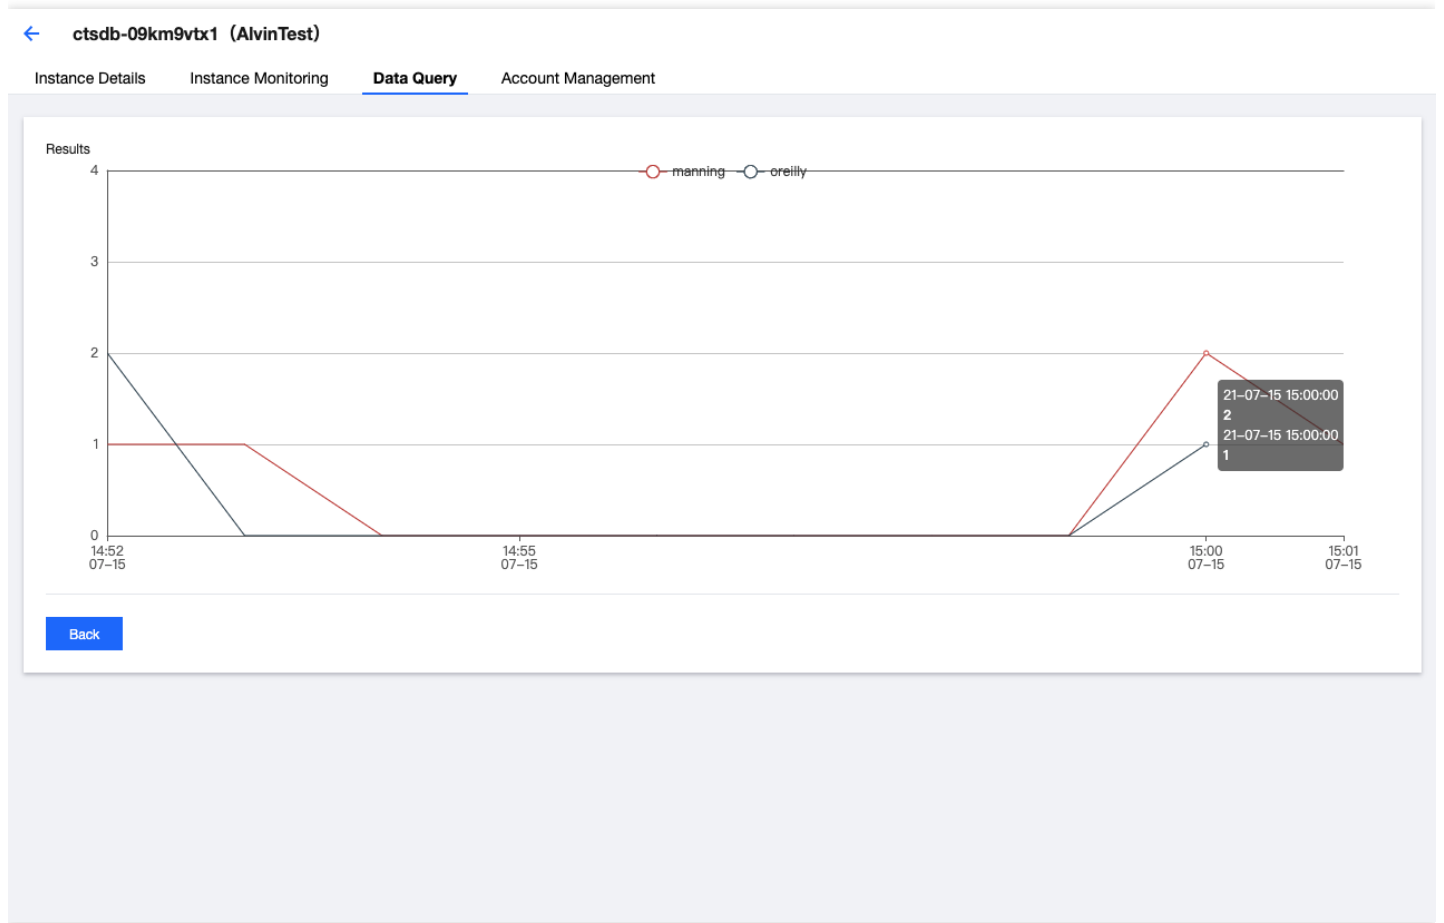 ctsdb-09km9vtx1（AlvinTest）
Instance Details Instance Monitoring Data Query Account Management
Results
manning oreilly
4
3
2
1
0
21-07-15 15:00:00
2
21-07-15 15:00:00
1
14:52 14:55 15:00 15:01
07-15 07-15 07-15 07-15
Back